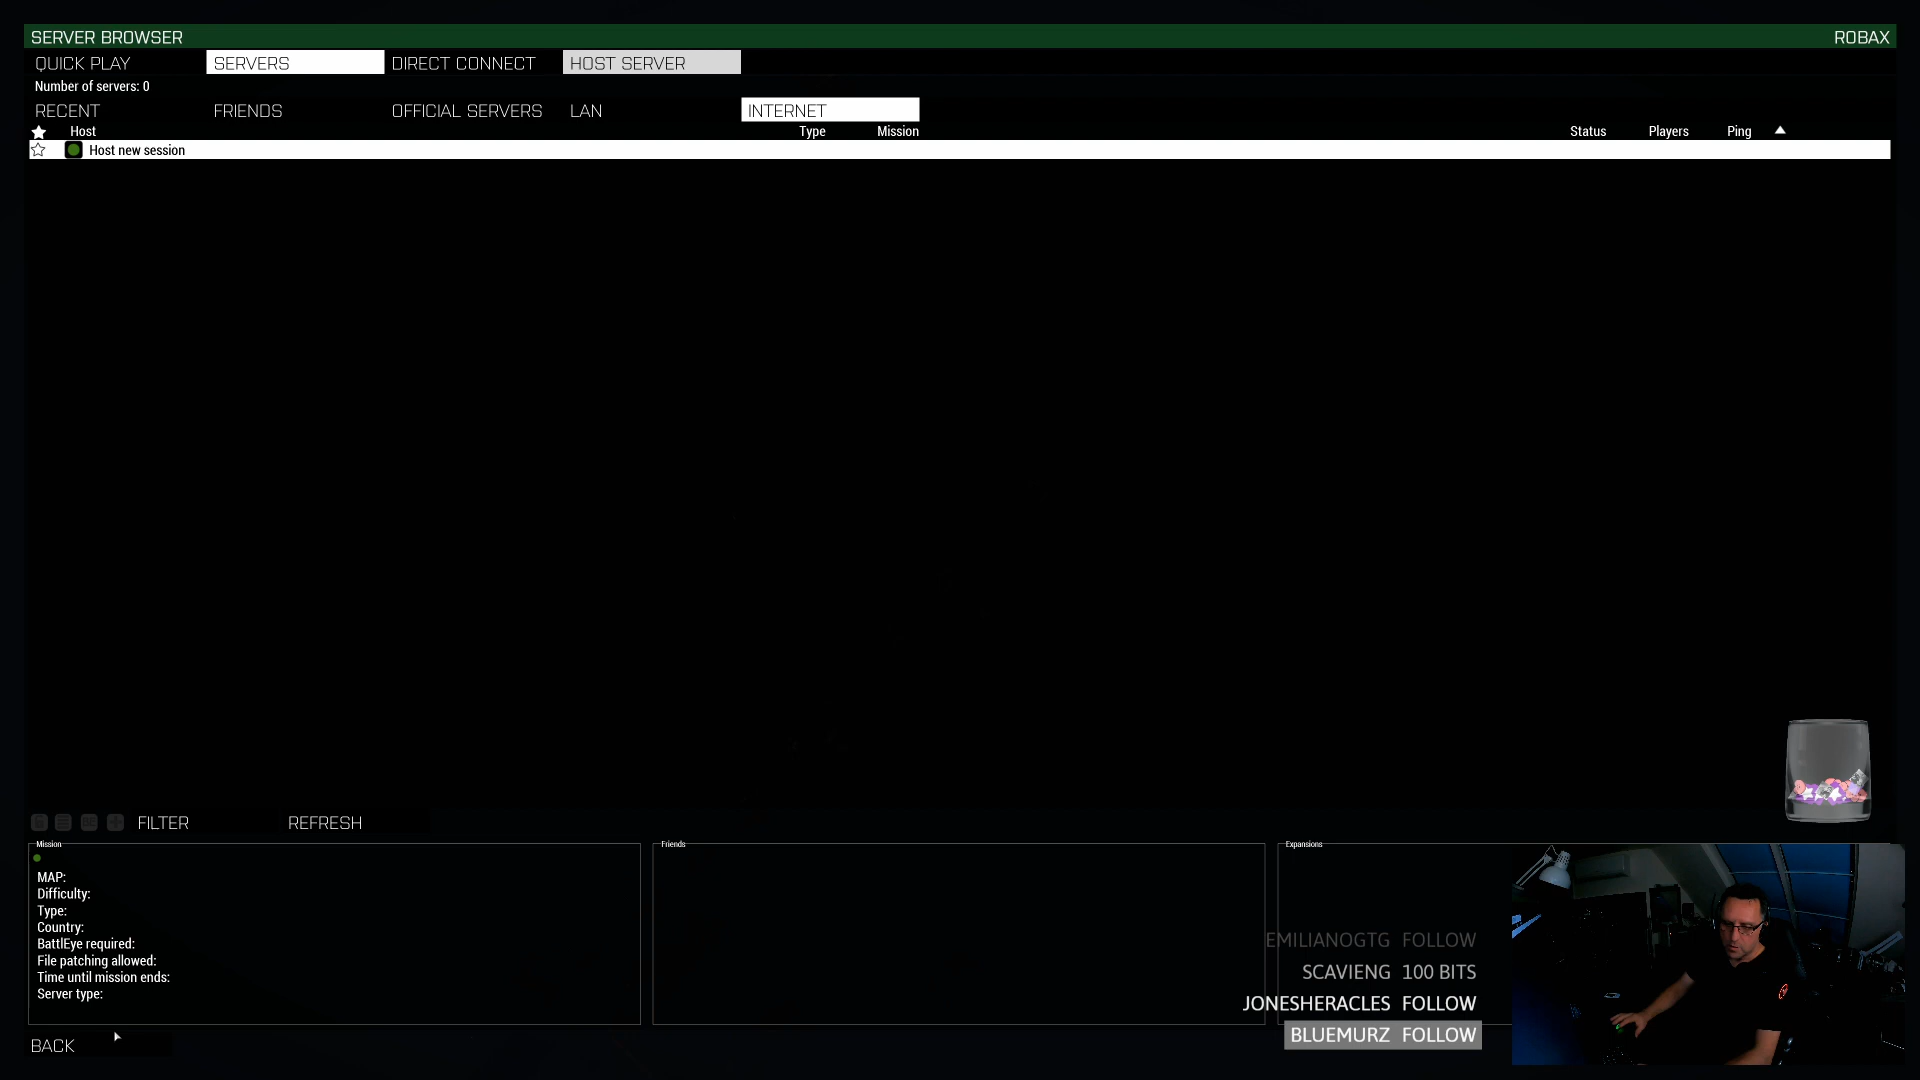 SERVER BROWSER
ROBAX
QUICK PLAY
SERVERS
DIRECT CONNECT
HOST SERVER
Number of servers: 0
RECENT
FRIENDS
OFFICIAL SERVERS
LAN
INTERNET
Host
Type
Mission
Status
Players
Ping
Host new session
FILTER
REFRESH
Mission
MAP:
Difficulty:
Type:
Country:
BattlEye required:
File patching allowed:
Time until mission ends:
Server type:
Friends
Expansions
EMILIANOGTG FOLLOW
SCAVIENG 100 BITS
JONESHERACLES FOLLOW
BLUEMURZ FOLLOW
BACK